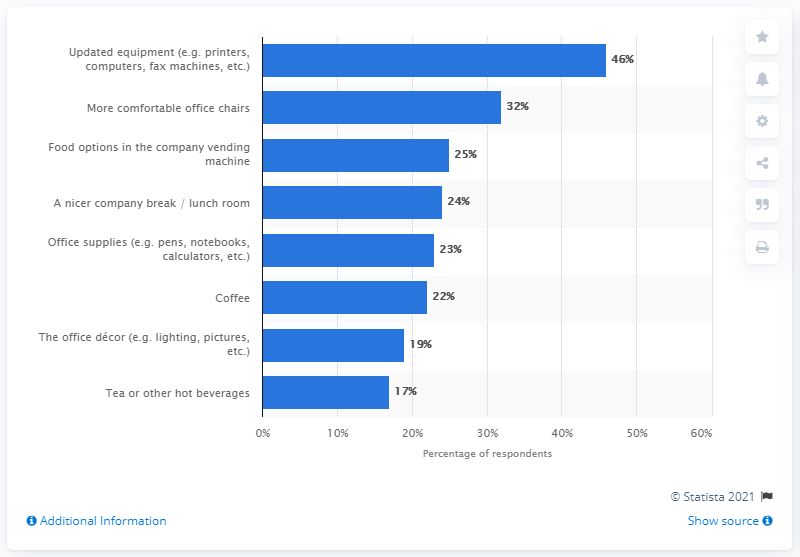 Updated equipment (e.g. printers,
computers, fax machines, etc.)
46%
More comfortable office chairs
32%
Food options in the company vending
machine
25%
A nicer company break / lunch room
24%
Office supplies (e.g. pens, notebooks,
calculators, etc.)
23%
Coffee
22%
The office décor (e.g. lighting, pictures,
etc.)
19%
Tea or other hot beverages
17%
0% 10% 20% 30% 40% 50% 60%
Percentage of respondents
© Statista 2021
Additional Information
Show source